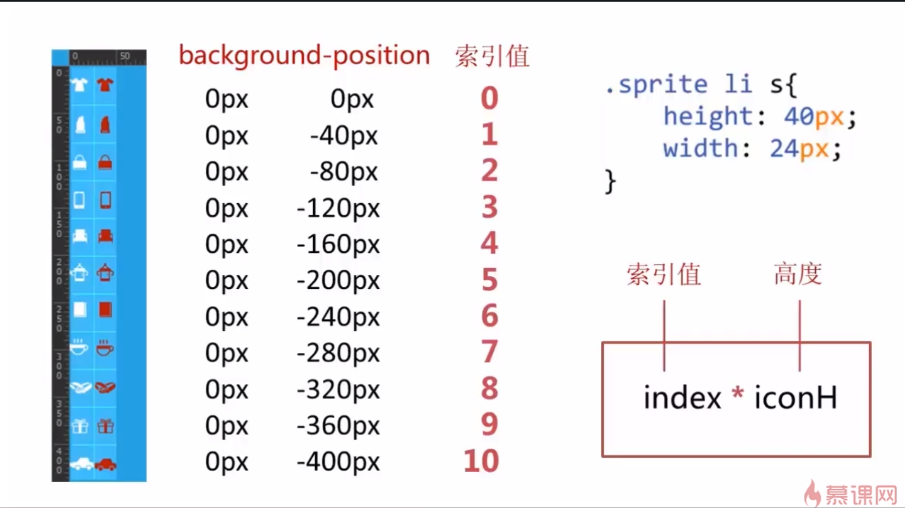 background-position 索引值
0px 0px 0
0px -40px 1
0px -80px 2
0px -120px 3
0px -160px 4
0px -200px 5
0px -240px 6
0px -280px 7
0px -320px 8
0px -360px 9
0px -400px 10
0 50
0
50
100
150
200
250
300
350
400
.sprite li s{
height: 40px;
width: 24px;
}
索引值 高度
index * iconH
慕课网